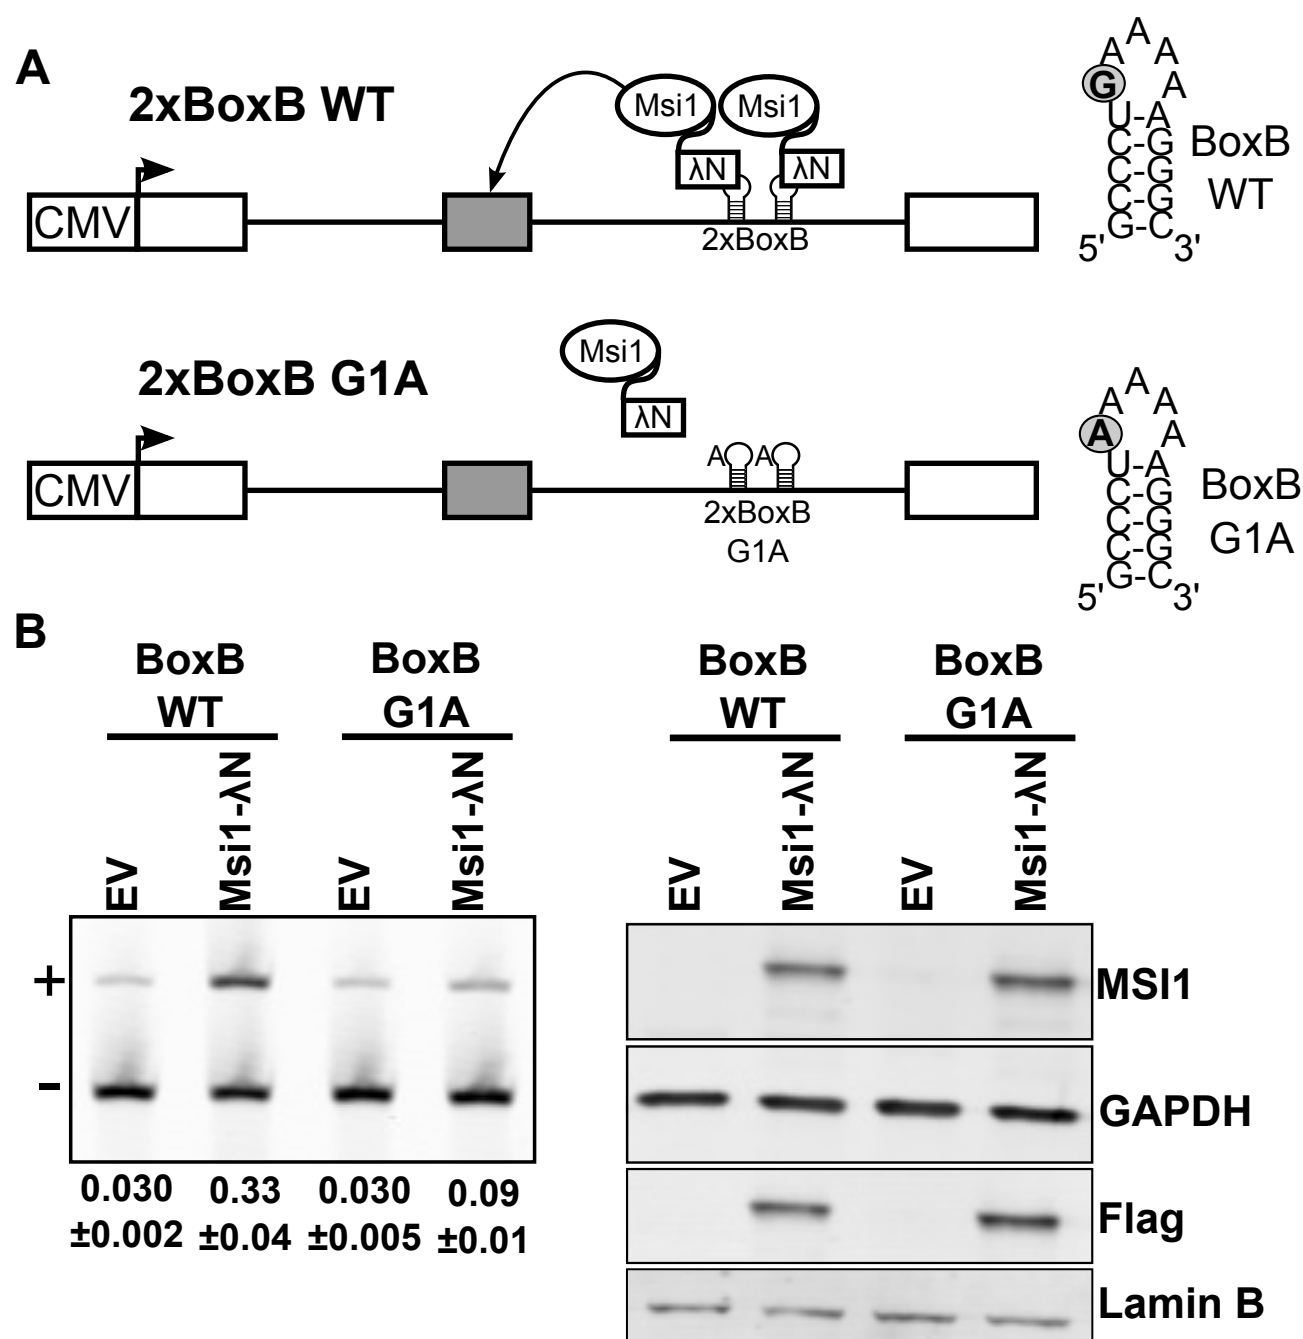 A
2xBoxB WT
Msi1 Msi1
λN λN
CMV
2xBoxB
A
A A
G A
U-A
C-G
C-G
C-G
5'G-C3'
BoxB
WT
2xBoxB G1A
Msi1
λN
A A
CMV
2xBoxB
G1A
A
A A
A A
U-A
C-G
C-G
C-G
5'G-C3'
BoxB
G1A
B
BoxB
WT
BoxB
G1A
EV
Msi1-λN
EV
Msi1-λN
+
-
0.030 0.33 0.030 0.09
±0.002 ±0.04 ±0.005 ±0.01
BoxB
WT
BoxB
G1A
EV
Msi1-λN
EV
Msi1-λN
MSI1
GAPDH
Flag
Lamin B